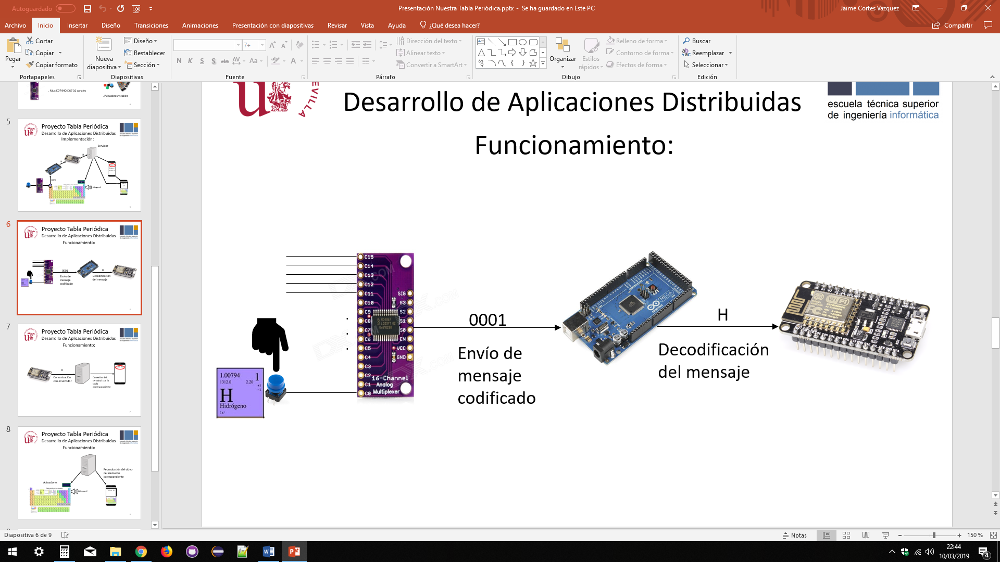 Autoguardado
Presentación Nuestra Tabla Periódica.pptx - Se ha guardado en Este PC
Jaime Cortes Vazquez
Archivo
Inicio
Insertar
Diseño
Transiciones
Animaciones
Presentación con diapositivas
Revisar
Vista
Ayuda
¿Qué desea hacer?
Compartir
Pegar
Cortar
Copiar
Copiar formato
Portapapeles
Nueva
diapositiva
Diseño
Restablecer
Sección
Diapositivas
7+
N K S S abc AV Aa A
Fuente
Dirección del texto
Alinear texto
Convertir a SmartArt
Párrafo
Organizar
Estilos
rápidos
Relleno de forma
Contorno de forma
Efectos de forma
Dibujo
Buscar
Reemplazar
Seleccionar
Edición
. Mux CD74HC4067 16 canales
. Pulsadores y cables
5
Proyecto Tabla Periódica
Desarrollo de Aplicaciones Distribuidas
Implementación:
Servidor
H
H
0001
6
Proyecto Tabla Periódica
Desarrollo de Aplicaciones Distribuidas
Funcionamiento:
0001
Envío de
mensaje
codificado
H
Decodificación
del mensaje
7
Proyecto Tabla Periódica
Desarrollo de Aplicaciones Distribuidas
Funcionamiento:
H
Comunicación
con el servidor
Conexión del
terminal con la
tabla
correspondiente
8
Proyecto Tabla Periódica
Desarrollo de Aplicaciones Distribuidas
Funcionamiento:
Reproducción del video
del elemento
correspondiente
Actuadores
EVILLA
Desarrollo de Aplicaciones Distribuidas
escuela técnica superior
de ingeniería informática
Funcionamiento:
C15
C14
C13
C12
C11
C10
C9
C8
C7
C6
C5
C4
C3
C2
C1
C0
SIG
S3
S2
S1
S0
EN
VCC
GND
16-Channel
Analog
Multiplexer
1.00794
1
1312.0
2.20
+1
-1
H
Hidrógeno
1s¹
0001
Envío de
mensaje
codificado
MEGA
ARDUINO
H
Decodificación
del mensaje
WiFi
Diapositiva 6 de 9
Notas
150 %
22:44
10/03/2019
4